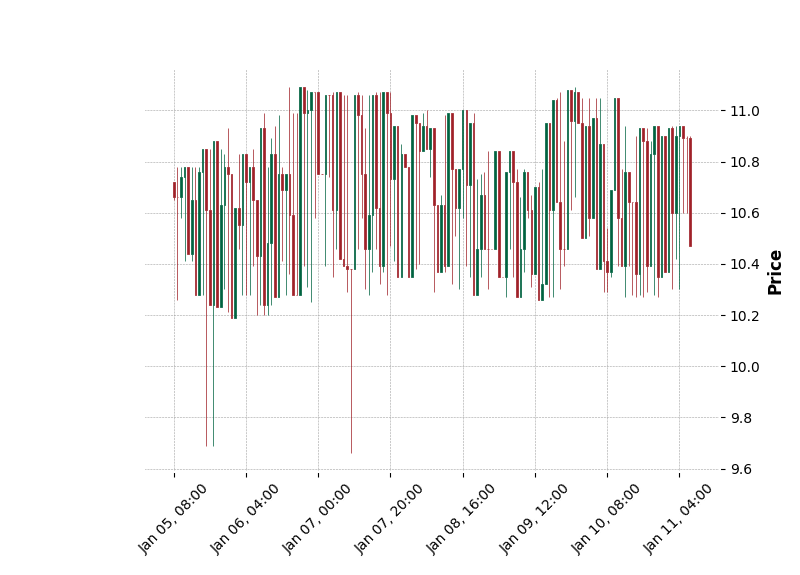 11.0
10.8
10.6
10.4
10.2
10.0
9.8
9.6
Price
Jan 05, 08:00
Jan 06, 04:00
Jan 07, 00:00
Jan 07, 20:00
Jan 08, 16:00
Jan 09, 12:00
Jan 10, 08:00
Jan 11, 04:00